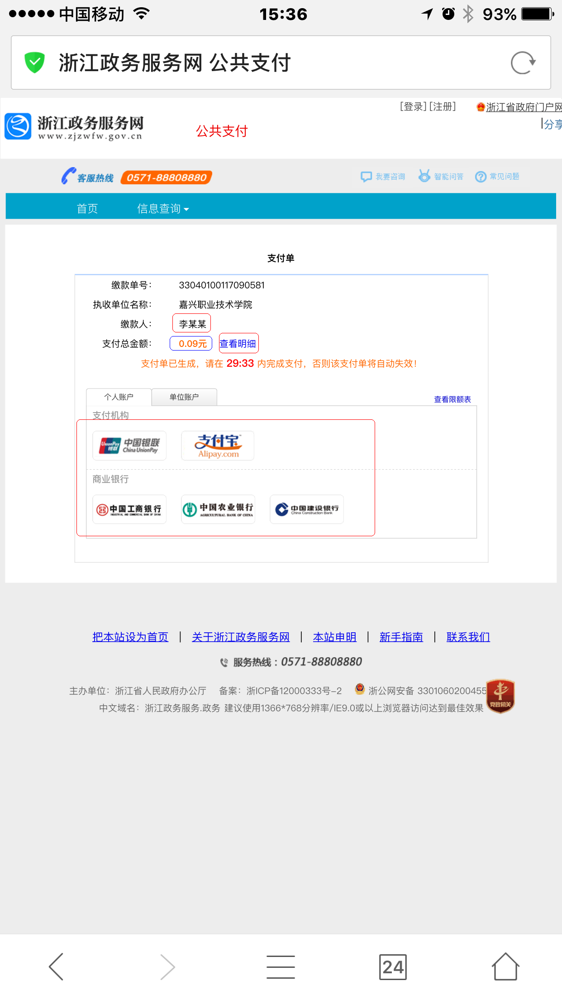 中国移动 15:36 93%
浙江政务服务网 公共支付
[登录] [注册] 浙江省政府门户网
浙江政务服务网
www.zjzwfw.gov.cn
公共支付
分享
客服热线 0571-88808880 我要咨询 智能问答 常见问题
首页 信息查询
支付单
缴款单号： 33040100117090581
执收单位名称： 嘉兴职业技术学院
缴款人： 李某某
支付总金额： 0.09元 查看明细
支付单已生成，请在 29:33 内完成支付，否则该支付单将自动失效！
个人账户 单位账户 查看限额表
支付机构
UnionPay 银联 中国银联 China UnionPay
支付宝 Alipay.com
商业银行
中国工商银行 INDUSTRIAL AND COMMERCIAL BANK OF CHINA
中国农业银行 AGRICULTURAL BANK OF CHINA
中国建设银行 China Construction Bank
把本站设为首页 | 关于浙江政务服务网 | 本站申明 | 新手指南 | 联系我们
服务热线：0571-88808880
主办单位：浙江省人民政府办公厅 备案：浙ICP备12000333号-2 浙公网安备 3301060200455
党政机关
中文域名：浙江政务服务.政务 建议使用1366*768分辨率/IE9.0或以上浏览器访问达到最佳效果
24